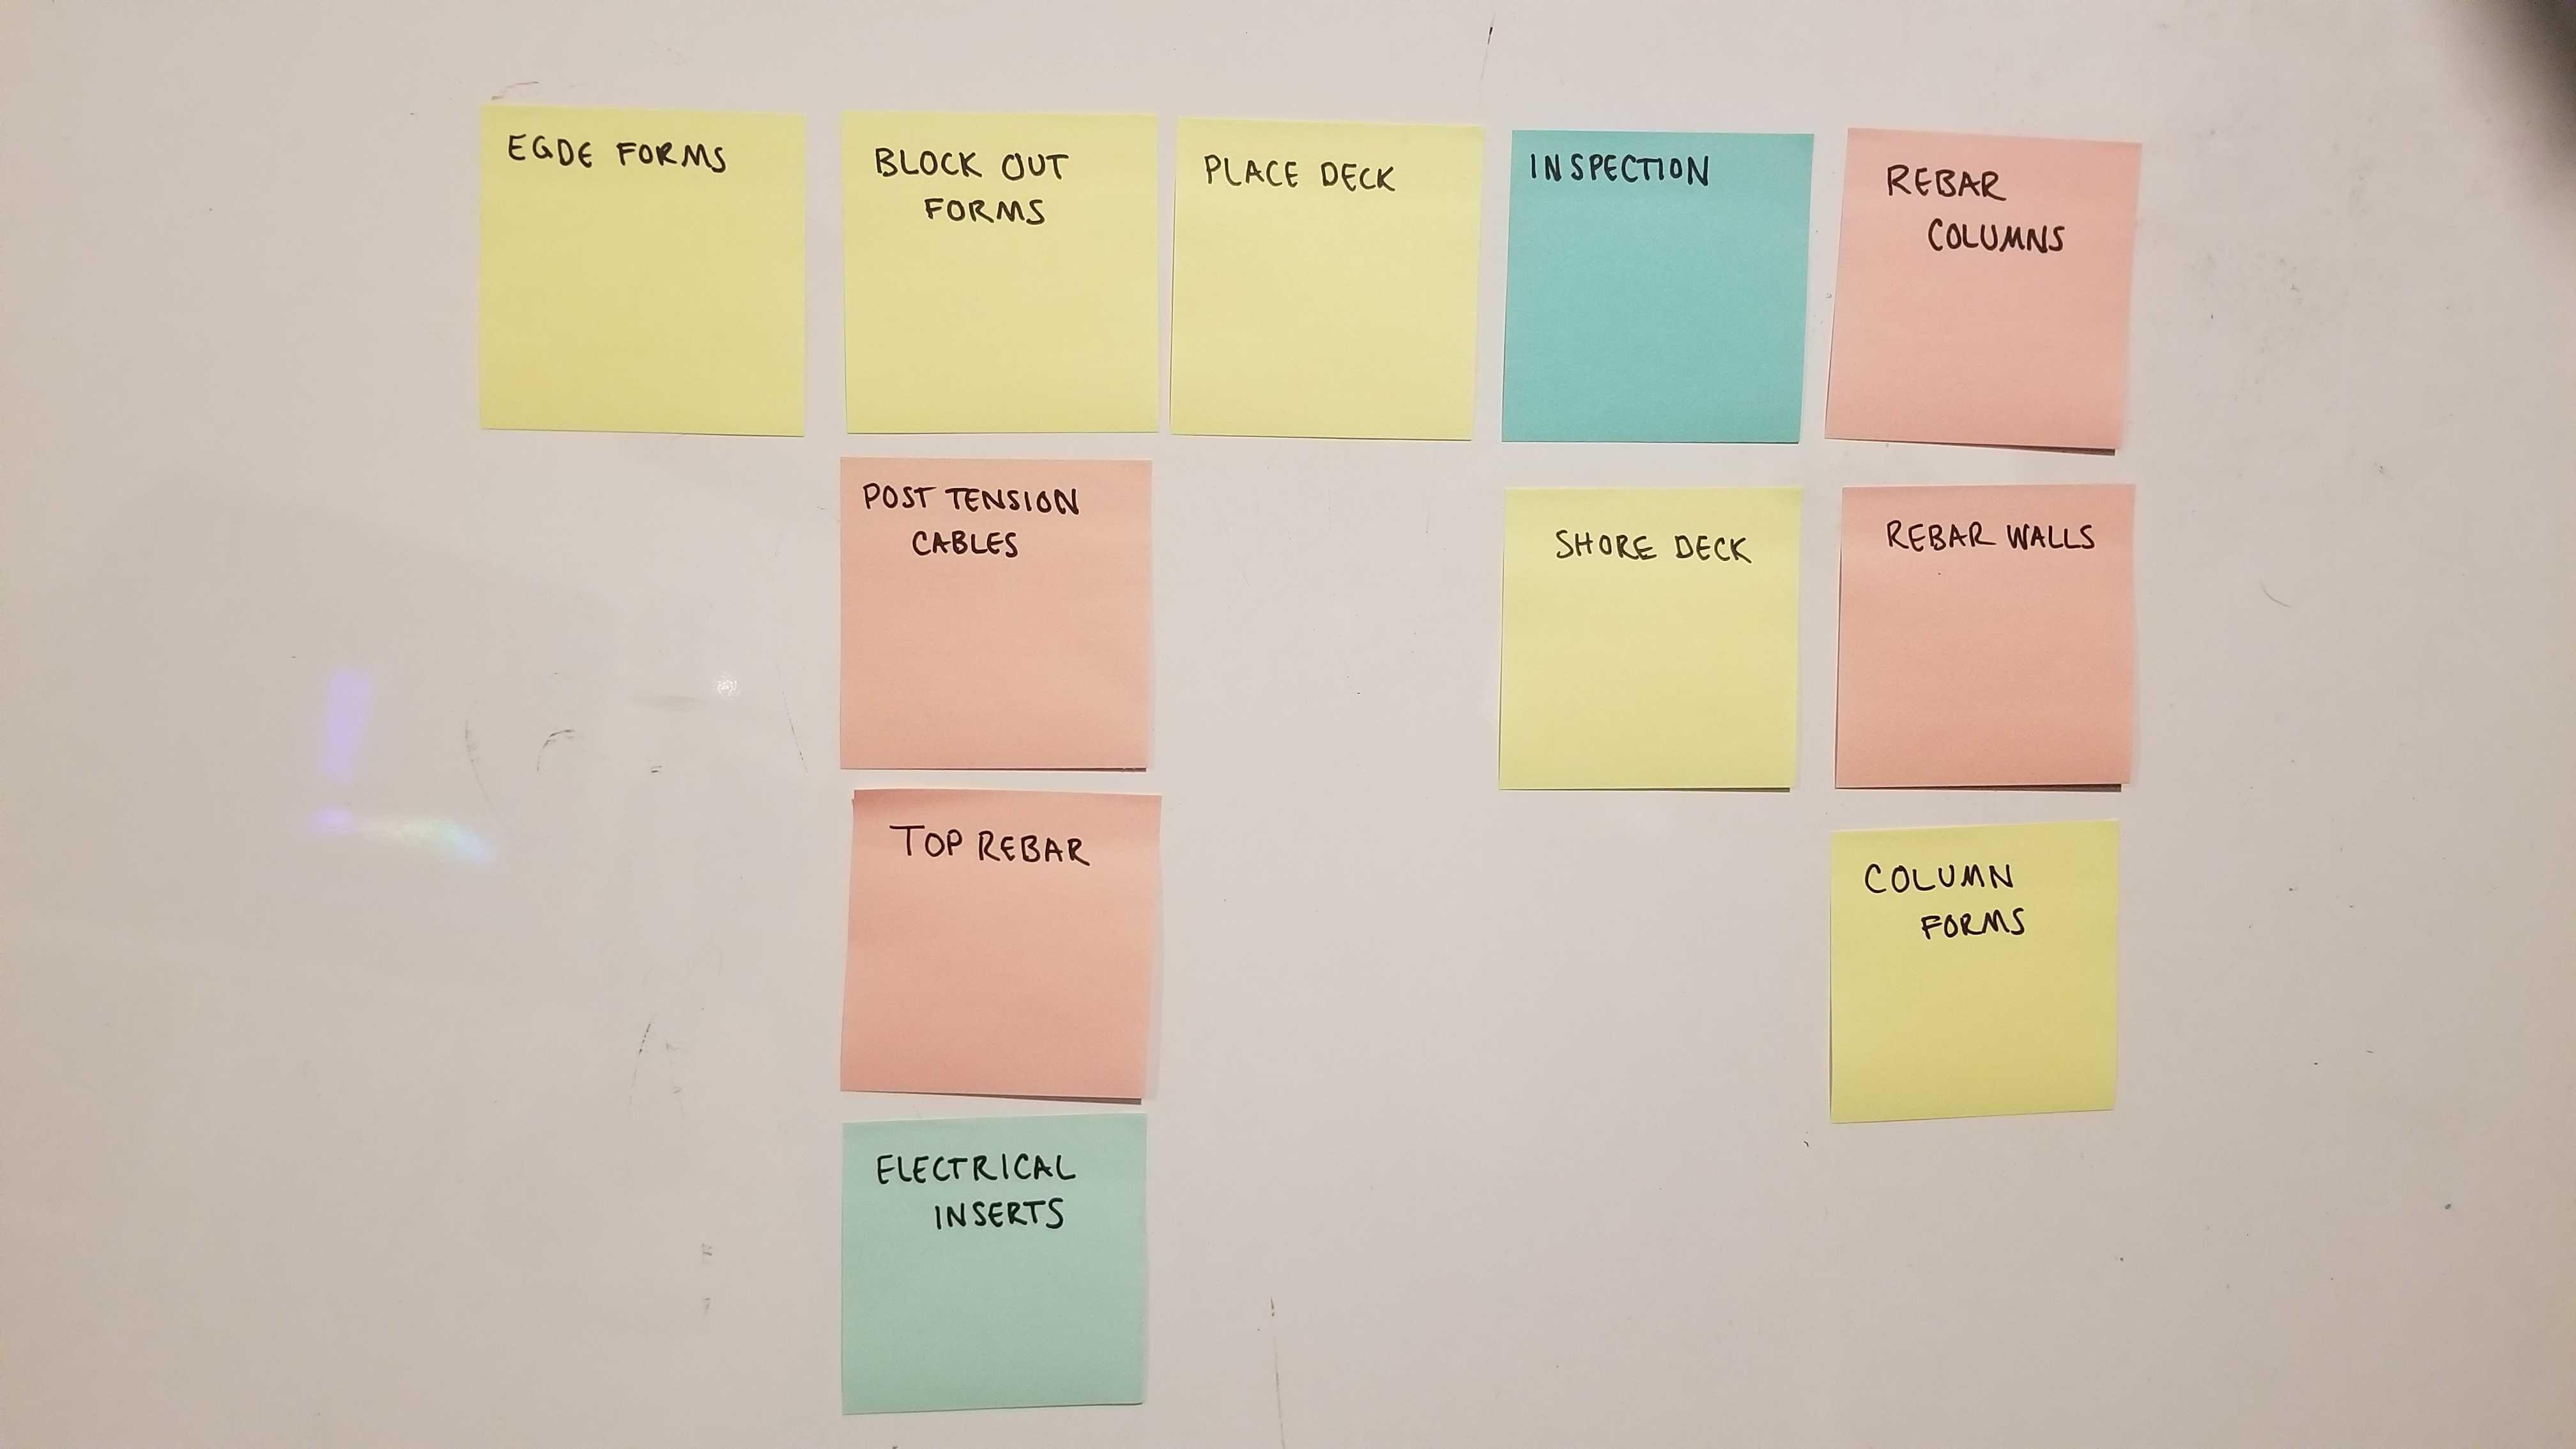 EGDE FORMS
BLOCK OUT
FORMS
PLACE DECK
INSPECTION
REBAR
COLUMNS
POST TENSION
CABLES
SHORE DECK
REBAR WALLS
TOP REBAR
COLUMN
FORMS
ELECTRICAL
INSERTS